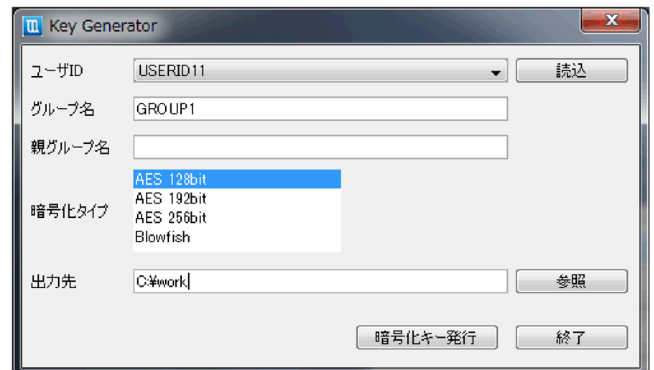 Key Generator
ユーザID USERID11 読込
グループ名 GROUP1
親グループ名
暗号化タイプ
AES 128bit
AES 192bit
AES 256bit
Blowfish
出力先 C:¥work 参照
暗号化キー発行 終了